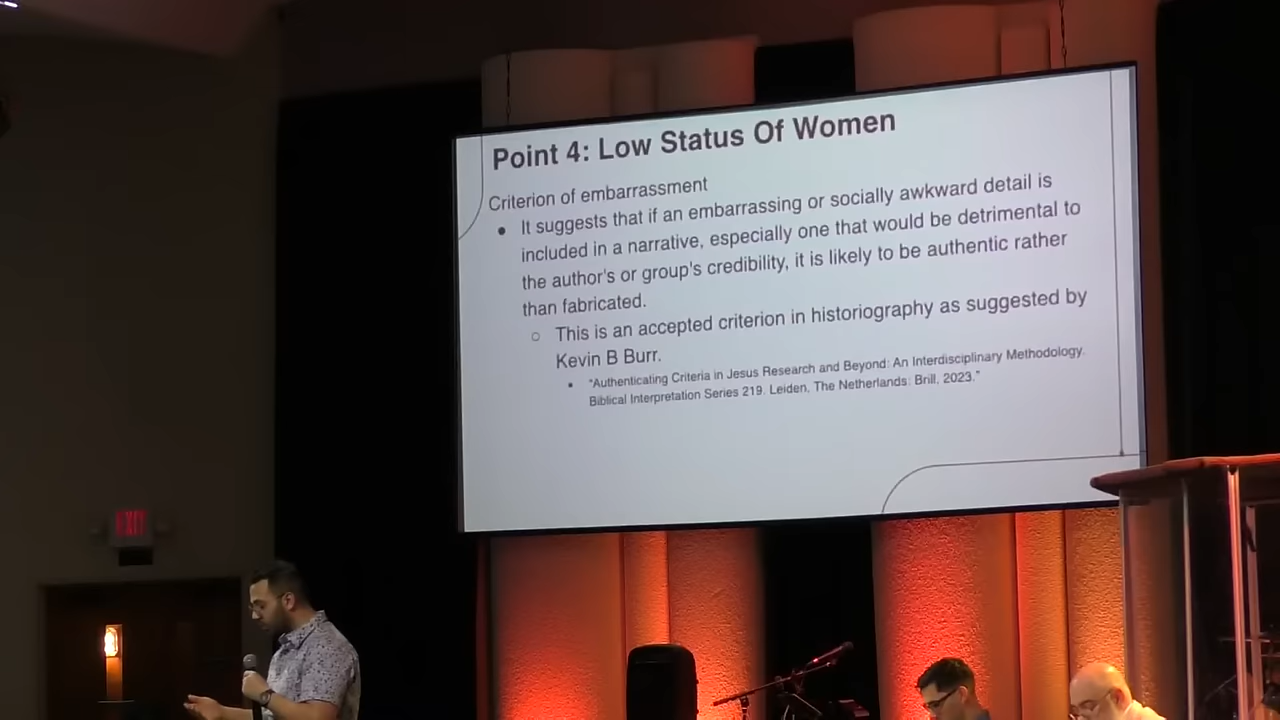 Point 4: Low Status Of Women
Criterion of embarrassment
● It suggests that if an embarrassing or socially awkward detail is
included in a narrative, especially one that would be detrimental to
the author's or group's credibility, it is likely to be authentic rather
than fabricated.
○ This is an accepted criterion in historiography as suggested by
Kevin B Burr.
● "Authenticating Criteria in Jesus Research and Beyond: An Interdisciplinary Methodology.
Biblical Interpretation Series 219. Leiden, The Netherlands: Brill, 2023."
EXIT